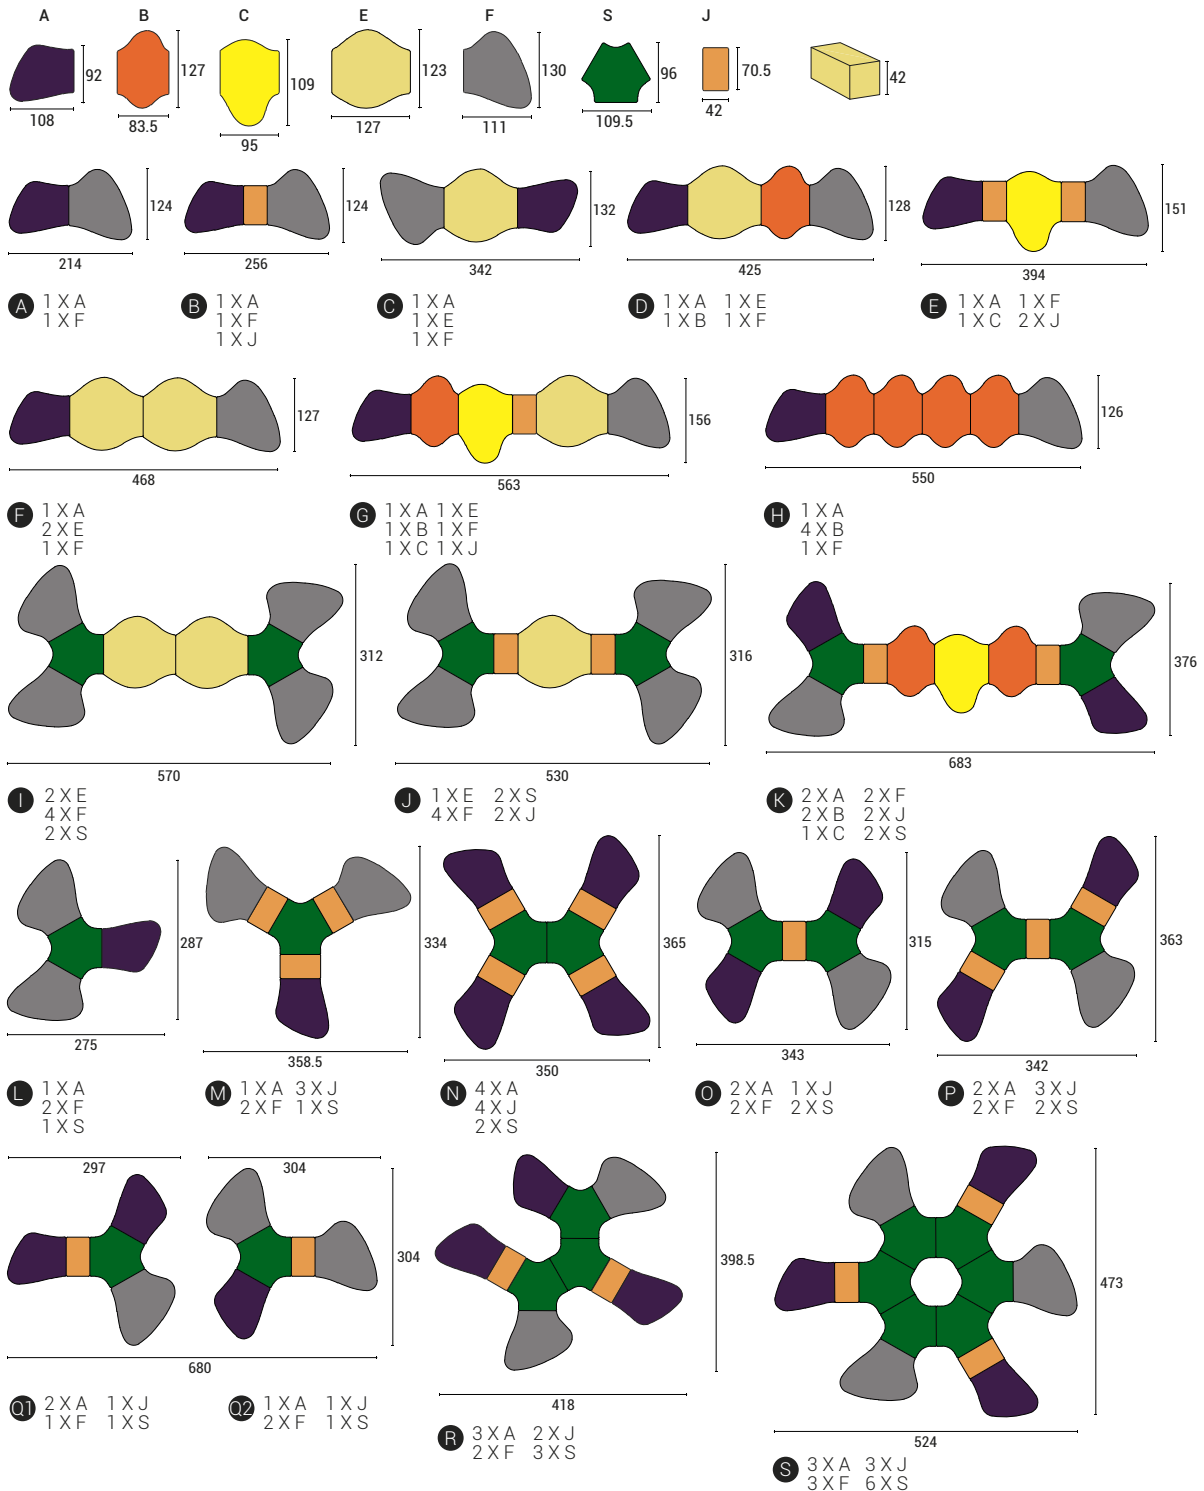 A B C E F S J
92 127 109 123 130 96 70.5 42
108 83.5 95 127 111 109.5 42
124 124 132 128 151
214 256 342 425 394
A 1 X A
1 X F
B 1 X A
1 X F
1 X J
C 1 X A
1 X E
1 X F
D 1 X A 1 X E
1 X B 1 X F
E 1 X A 1 X F
1 X C 2 X J
127 156 126
468 563 550
F 1 X A
2 X E
1 X F
G 1 X A 1 X E
1 X B 1 X F
1 X C 1 X J
H 1 X A
4 X B
1 X F
312 316 376
570 530 683
I 2 X E
4 X F
2 X S
J 1 X E 2 X S
4 X F 2 X J
K 2 X A 2 X F
2 X B 2 X J
1 X C 2 X S
287 334 365 315 363
275 358.5 350 343 342
L 1 X A
2 X F
1 X S
M 1 X A 3 X J
2 X F 1 X S
N 4 X A
4 X J
2 X S
O 2 X A 1 X J
2 X F 2 X S
P 2 X A 3 X J
2 X F 2 X S
297 304
304 398.5 473
680 418 524
Q1 2 X A 1 X J
1 X F 1 X S
Q2 1 X A 1 X J
2 X F 1 X S
R 3 X A 2 X J
2 X F 3 X S
S 3 X A 3 X J
3 X F 6 X S